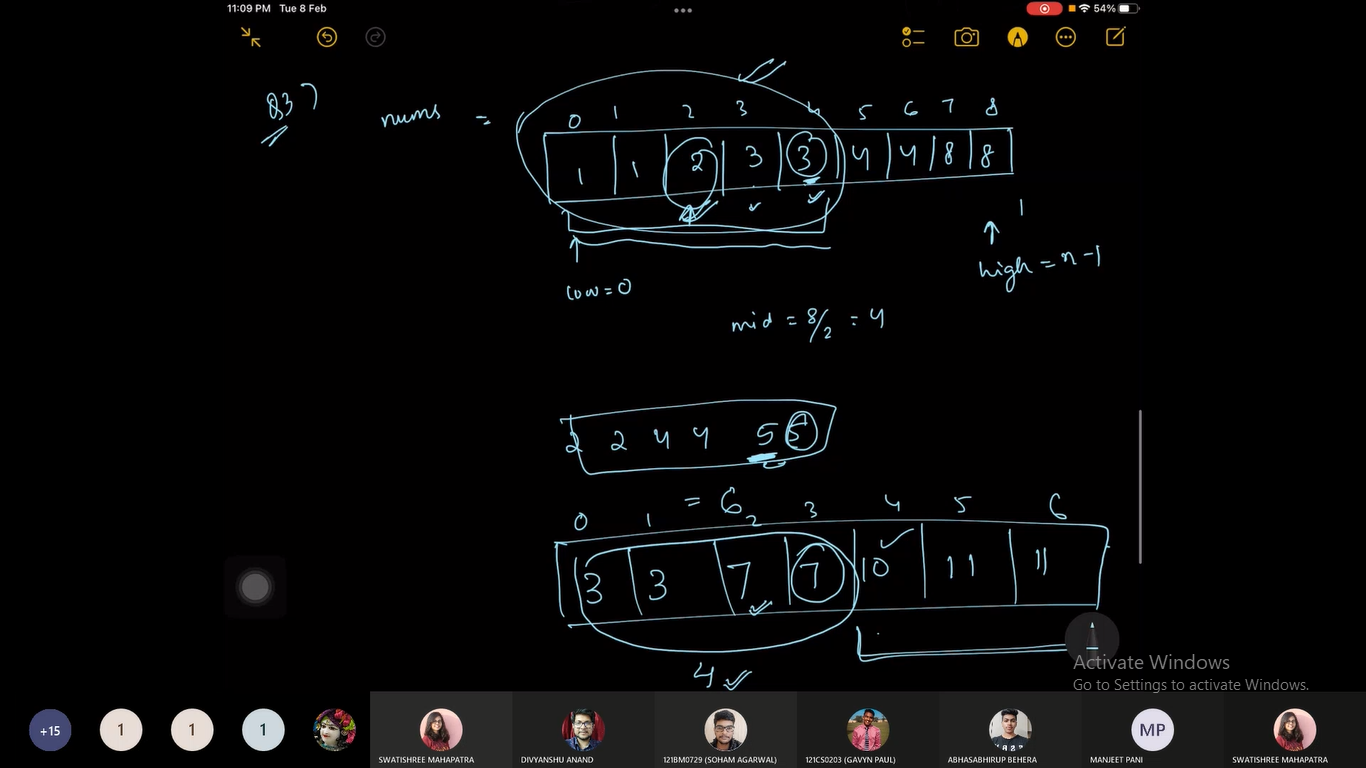 11:09 PM Tue 8 Feb
54%
Q3)
nums =
0 1 2 3 4 5 6 7 8
1 1 2 3 3 4 4 8 8
1
low = 0
high = n-1
mid = 8/2 = 4
2 2 4 4 5 5
= 6
0 1 2 3 4 5 6
3 3 7 7 10 11 11
4
Activate Windows
Go to Settings to activate Windows.
+15 1 1 1 MP
SWATISHREE MAHAPATRA DIVYANSHU ANAND 121BM0729 (SOHAM AGARWAL) 121CS0203 (GAVYN PAUL) ABHASABHIRUP BEHERA MANJEET PANI SWATISHREE MAHAPATRA